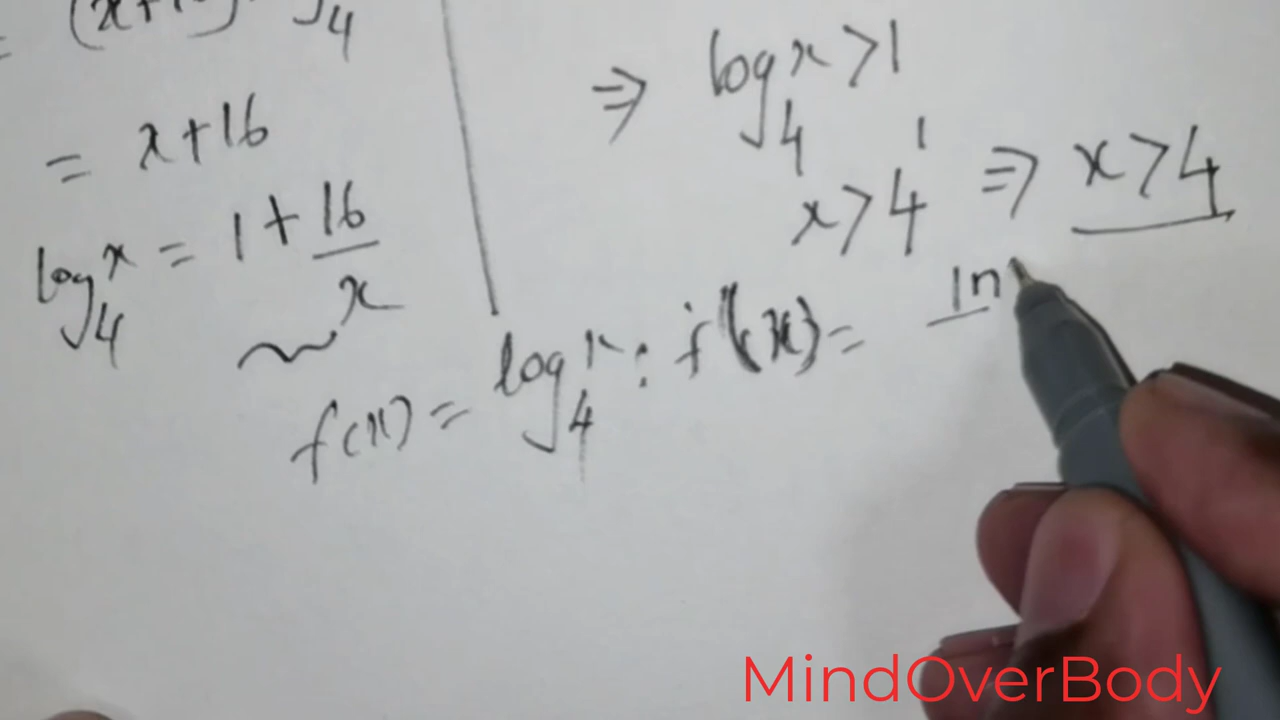 = x+16
log₄x = 1 + 16/x
⇒ log₄x > 1
x > 4¹ ⇒ x > 4
f(x) = log₄x : f'(x) = ln
MindOverBody